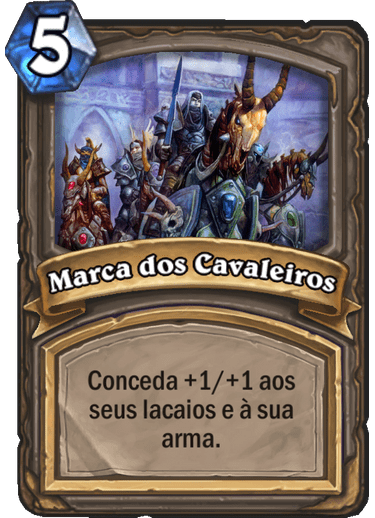 5
Marca dos Cavaleiros
Conceda +1/+1 aos
seus lacaios e à sua
arma.